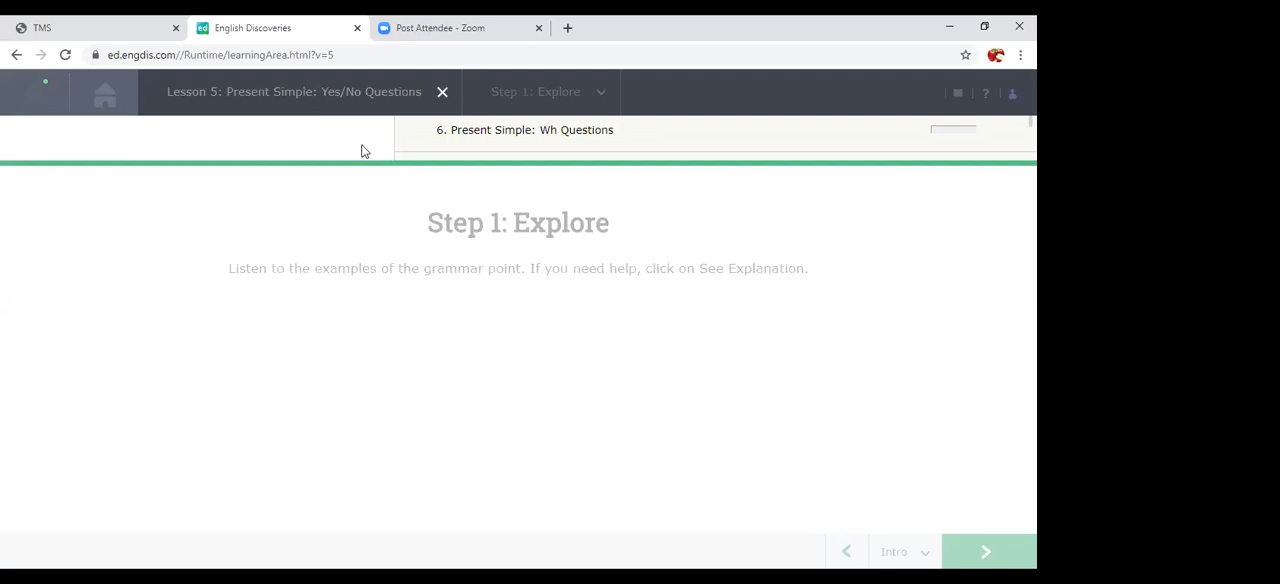 TMS
ed English Discoveries
Post Attendee - Zoom
ed.engdis.com//Runtime/learningArea.html?v=5
Lesson 5: Present Simple: Yes/No Questions
Step 1: Explore
?
6. Present Simple: Wh Questions
Step 1: Explore
Listen to the examples of the grammar point. If you need help, click on See Explanation.
Intro